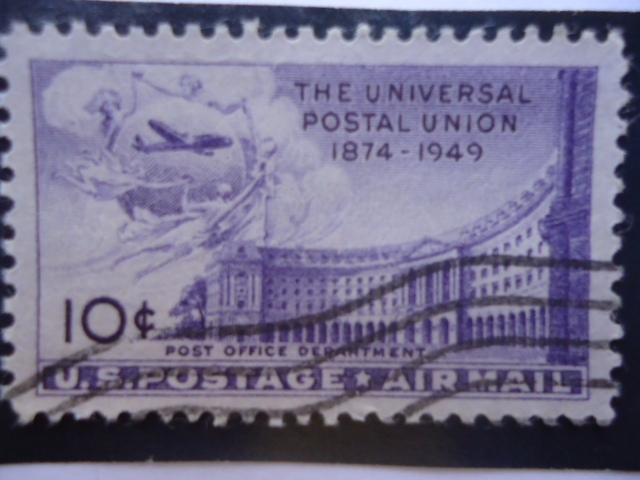 THE UNIVERSAL
POSTAL UNION
1874-1949
10¢
POST OFFICE DEPARTMENT
U.S. POSTAGE ★ AIR MAIL